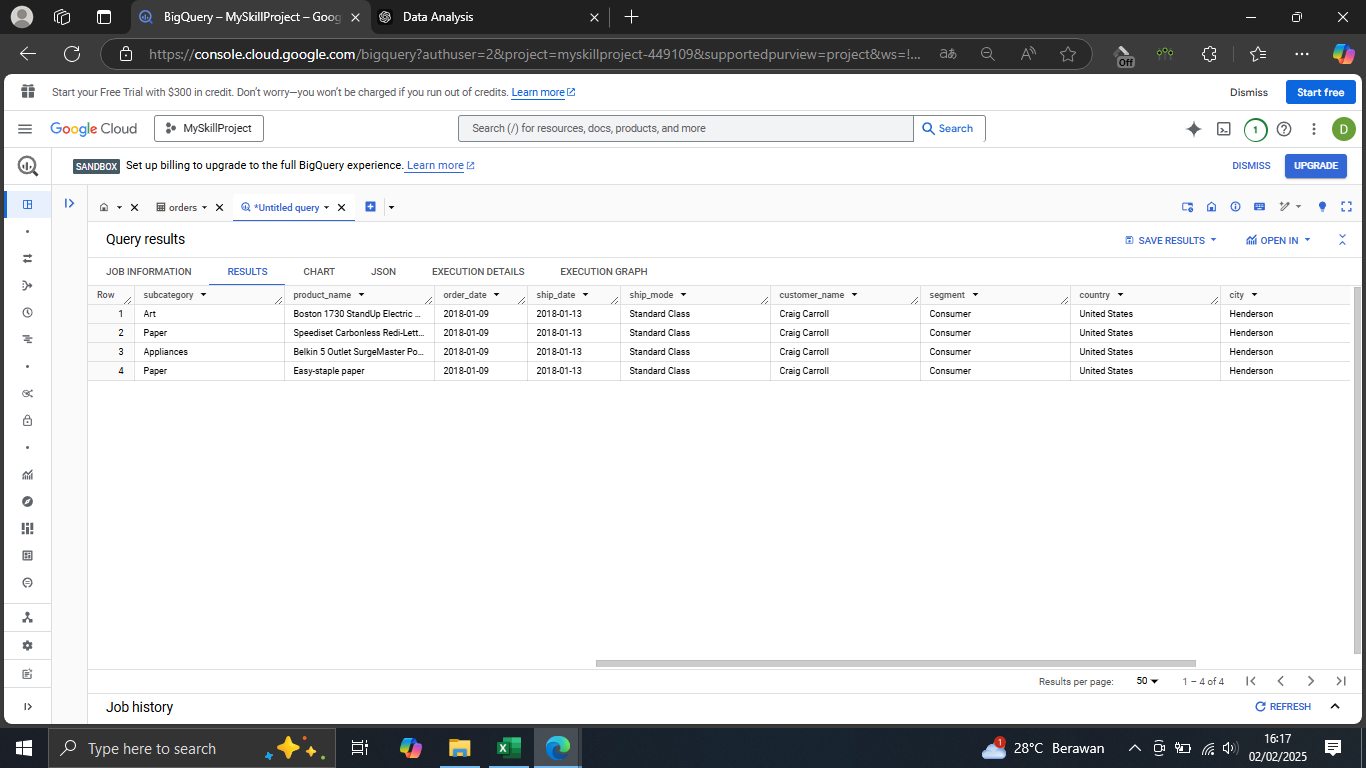 BigQuery – MySkillProject – Goog
Data Analysis
https://console.cloud.google.com/bigquery?authuser=2&project=myskillproject-449109&supportedpurview=project&ws=!...
Off
Start your Free Trial with $300 in credit. Don't worry—you won't be charged if you run out of credits. Learn more
Dismiss
Start free
Google Cloud
MySkillProject
Search (/) for resources, docs, products, and more
Search
1
D
SANDBOX Set up billing to upgrade to the full BigQuery experience. Learn more
DISMISS
UPGRADE
orders
*Untitled query
Query results
SAVE RESULTS
OPEN IN
JOB INFORMATION RESULTS CHART JSON EXECUTION DETAILS EXECUTION GRAPH
Row subcategory product_name order_date ship_date ship_mode customer_name segment country city
1 Art Boston 1730 StandUp Electric ... 2018-01-09 2018-01-13 Standard Class Craig Carroll Consumer United States Henderson
2 Paper Speediset Carbonless Redi-Lett... 2018-01-09 2018-01-13 Standard Class Craig Carroll Consumer United States Henderson
3 Appliances Belkin 5 Outlet SurgeMaster Po... 2018-01-09 2018-01-13 Standard Class Craig Carroll Consumer United States Henderson
4 Paper Easy-staple paper 2018-01-09 2018-01-13 Standard Class Craig Carroll Consumer United States Henderson
Results per page: 50 1 – 4 of 4
Job history
REFRESH
Type here to search
1
28°C Berawan
16:17
02/02/2025